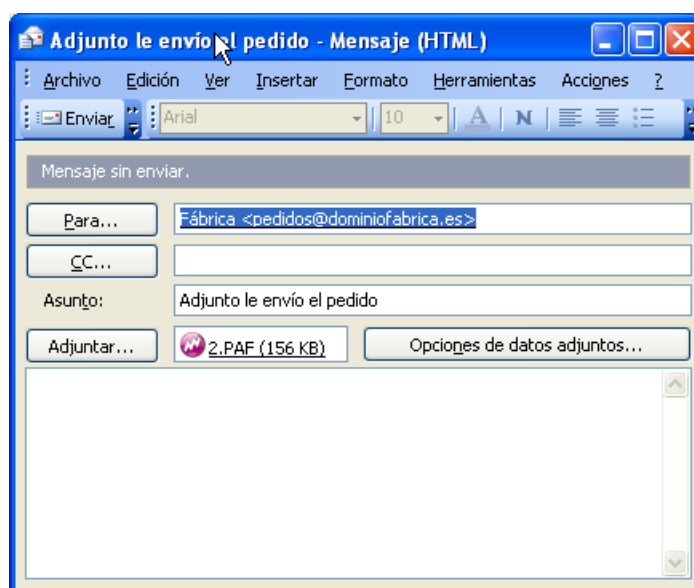 Adjunto le envío el pedido - Mensaje (HTML)
Archivo Edición Ver Insertar Formato Herramientas Acciones ?
Enviar Arial 10 A N
Mensaje sin enviar.
Para... Fábrica <pedidos@dominiofabrica.es>
CC...
Asunto: Adjunto le envío el pedido
Adjuntar... 2.PAF (156 KB) Opciones de datos adjuntos...